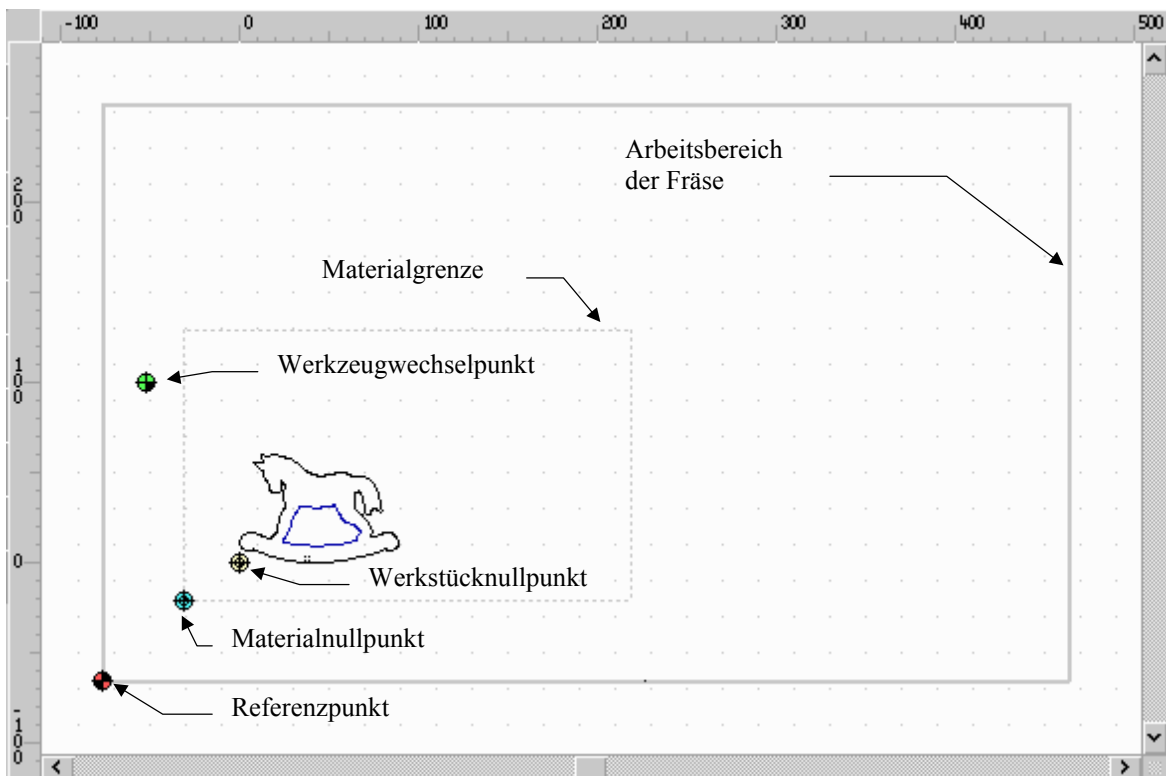 -100 0 100 200 300 400 500
Arbeitsbereich
der Fräse
200
Materialgrenze
100
Werkzeugwechselpunkt
0
Werkstücknullpunkt
Materialnullpunkt
Referenzpunkt
-100